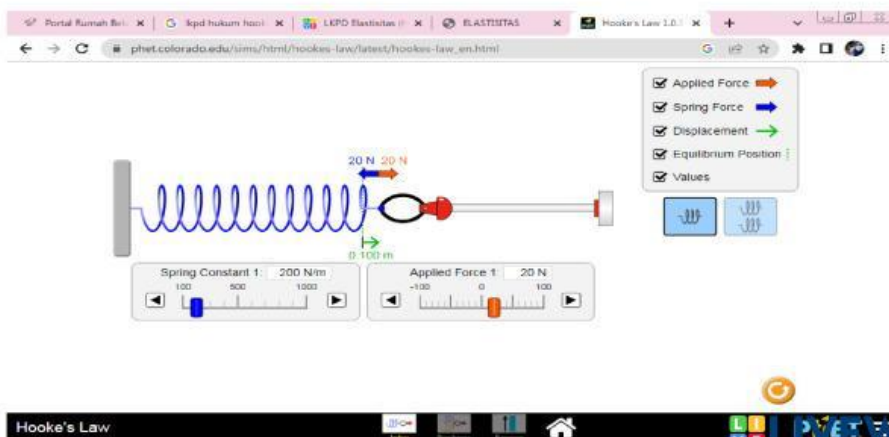 Portal Rumah Bel
lkpd hukum hook
LKPD Elastisitas
ELASTISITAS
Hooke's Law 1.0.
phet.colorado.edu/sims/html/hookes-law/latest/hookes-law_en.html
Applied Force
Spring Force
Displacement
Equilibrium Position
Values
20 N 20 N
0.100 m
Spring Constant 1: 200 N/m
100 500 1000
Applied Force 1: 20 N
-100 0 100
Hooke's Law